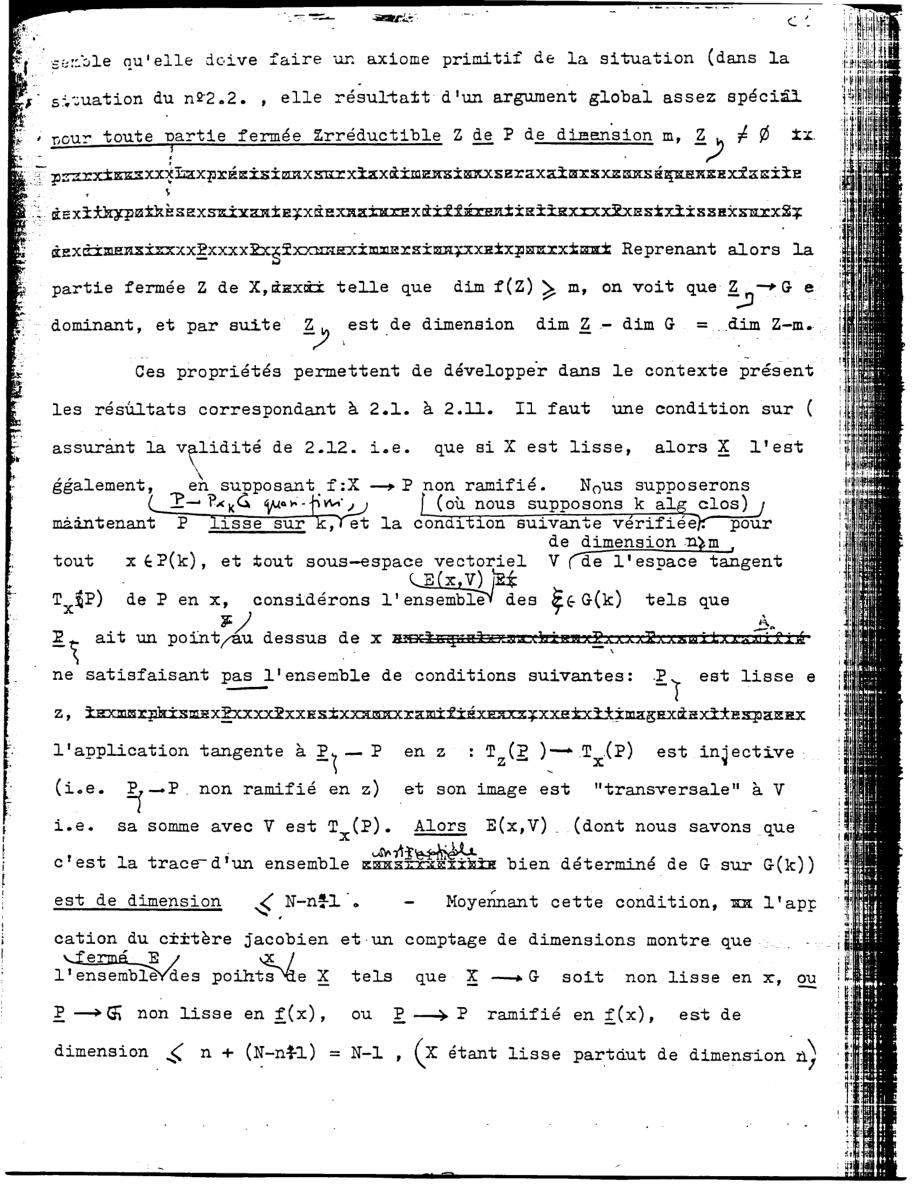 semble qu'elle doive faire un axiome primitif de la situation (dans la
situation du nº2.2. , elle résultait d'un argument global assez spécial
pour toute partie fermée Zrréductible Z de P de dimension m, Z_η ≠ ∅
Reprenant alors la
partie fermée Z de X, telle que dim f(Z) ⩾ m, on voit que Z_η → G e
dominant, et par suite Z_η est de dimension dim Z - dim G = dim Z-m.
Ces propriétés permettent de développer dans le contexte présent
les résultats correspondant à 2.1. à 2.11. Il faut une condition sur (
assurant la validité de 2.12. i.e. que si X est lisse, alors X l'est
éggalement, en supposant f:X → P non ramifié. Nous supposerons
P → P×_k G quasi-fini, (où nous supposons k alg clos)
maintenant P lisse sur k, et la condition suivante vérifiée: pour
de dimension n⩾m
tout x ∈ P(k), et tout sous-espace vectoriel V de l'espace tangent
E(x,V)
T_x(P) de P en x, considérons l'ensemble des ξ ∈ G(k) tels que
P_ξ ait un point z au dessus de x
ne satisfaisant pas l'ensemble de conditions suivantes: P_ξ est lisse e
z,
l'application tangente à P_ξ — P en z : T_z(P_ξ) → T_x(P) est injective
(i.e. P_ξ → P non ramifié en z) et son image est "transversale" à V
i.e. sa somme avec V est T_x(P). Alors E(x,V) (dont nous savons que
constructible
c'est la trace d'un ensemble bien déterminé de G sur G(k))
est de dimension ⩽ N-n-1 . - Moyennant cette condition, l'app
cation du critère jacobien et un comptage de dimensions montre que
fermé E x
l'ensemble des points de X tels que X → G soit non lisse en x, ou
P → G non lisse en f(x), ou P → P ramifié en f(x), est de
dimension ⩽ n + (N-n-1) = N-1 , (X étant lisse partout de dimension n)